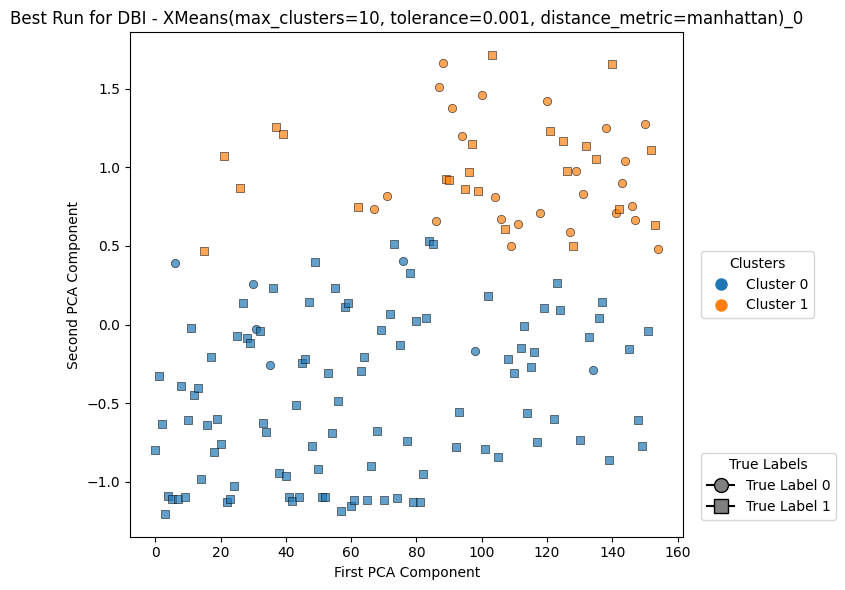 Best Run for DBI - XMeans(max_clusters=10, tolerance=0.001, distance_metric=manhattan)_0
1.5
1.0
0.5
0.0
−0.5
−1.0
Second PCA Component
0 20 40 60 80 100 120 140 160
First PCA Component
Clusters
Cluster 0
Cluster 1
True Labels
True Label 0
True Label 1